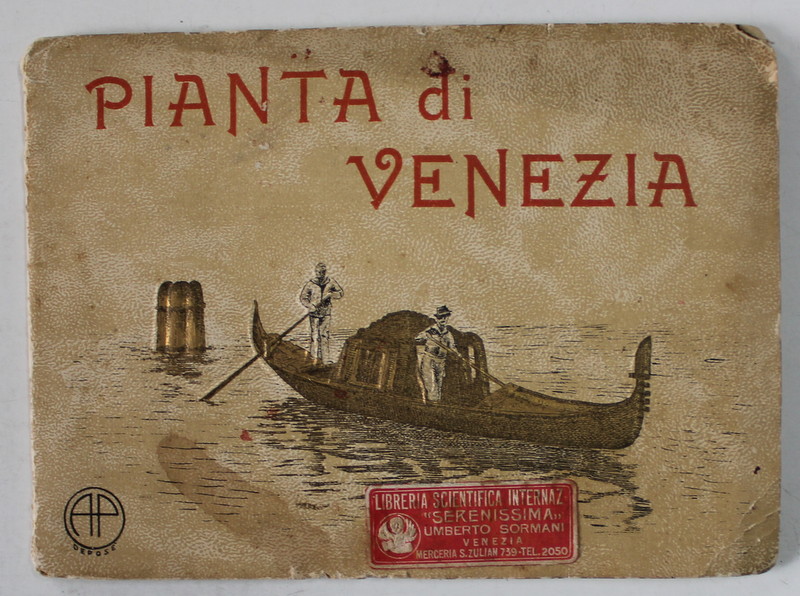 PIANTA di
VENEZIA
AP
DEPOSÉ
LIBRERIA SCIENTIFICA INTERNAZ.
"SERENISSIMA"
UMBERTO SORMANI
VENEZIA
MERCERIA S. ZULIAN 739-TEL. 2050